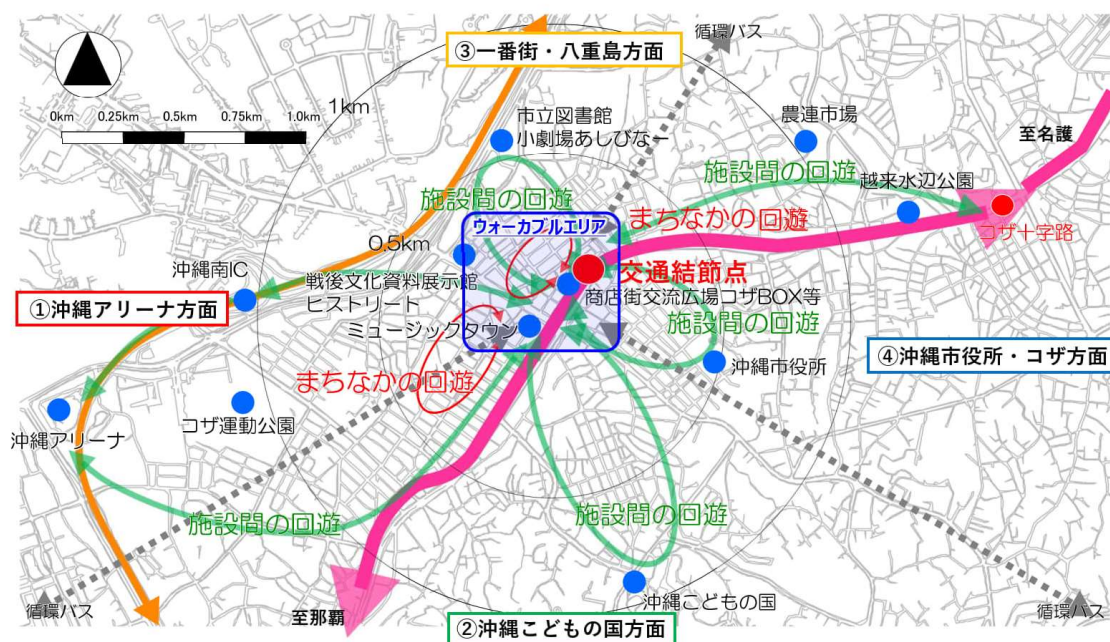 ③一番街・八重島方面
循環バス
1km
0km 0.25km 0.5km 0.75km 1.0km
市立図書館
小劇場あしびなー
農連市場
至名護
施設間の回遊
施設間の回遊
越来水辺公園
ウォーカブルエリア
まちなかの回遊
コザ十字路
0.5km
沖縄南IC
戦後文化資料展示館
ヒストリート
交通結節点
商店街交流広場コザBOX等
①沖縄アリーナ方面
ミュージックタウン
施設間の回遊
④沖縄市役所・コザ方面
沖縄市役所
まちなかの回遊
コザ運動公園
沖縄アリーナ
施設間の回遊
施設間の回遊
循環バス
至那覇
沖縄こどもの国
循環バス
②沖縄こどもの国方面